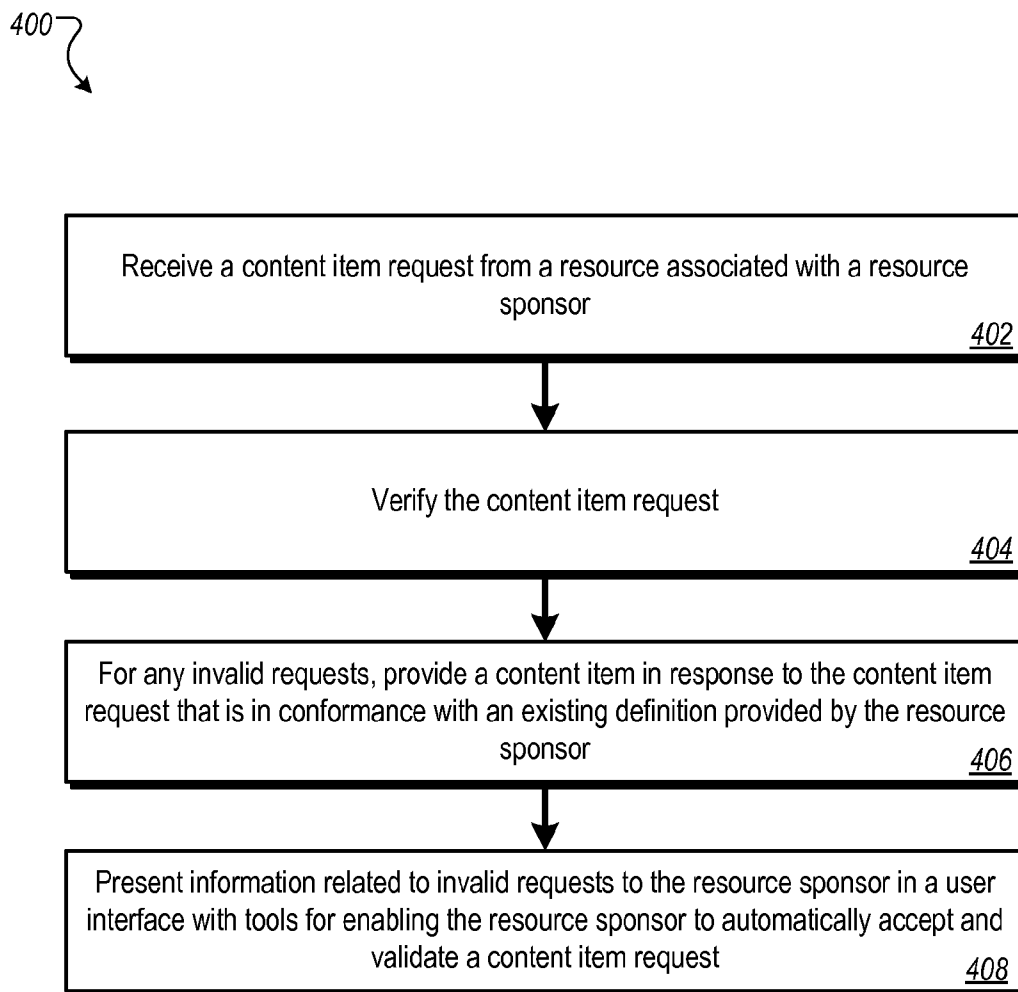 400
Receive a content item request from a resource associated with a resource
sponsor
402
Verify the content item request
404
For any invalid requests, provide a content item in response to the content item
request that is in conformance with an existing definition provided by the resource
sponsor
406
Present information related to invalid requests to the resource sponsor in a user
interface with tools for enabling the resource sponsor to automatically accept and
validate a content item request
408